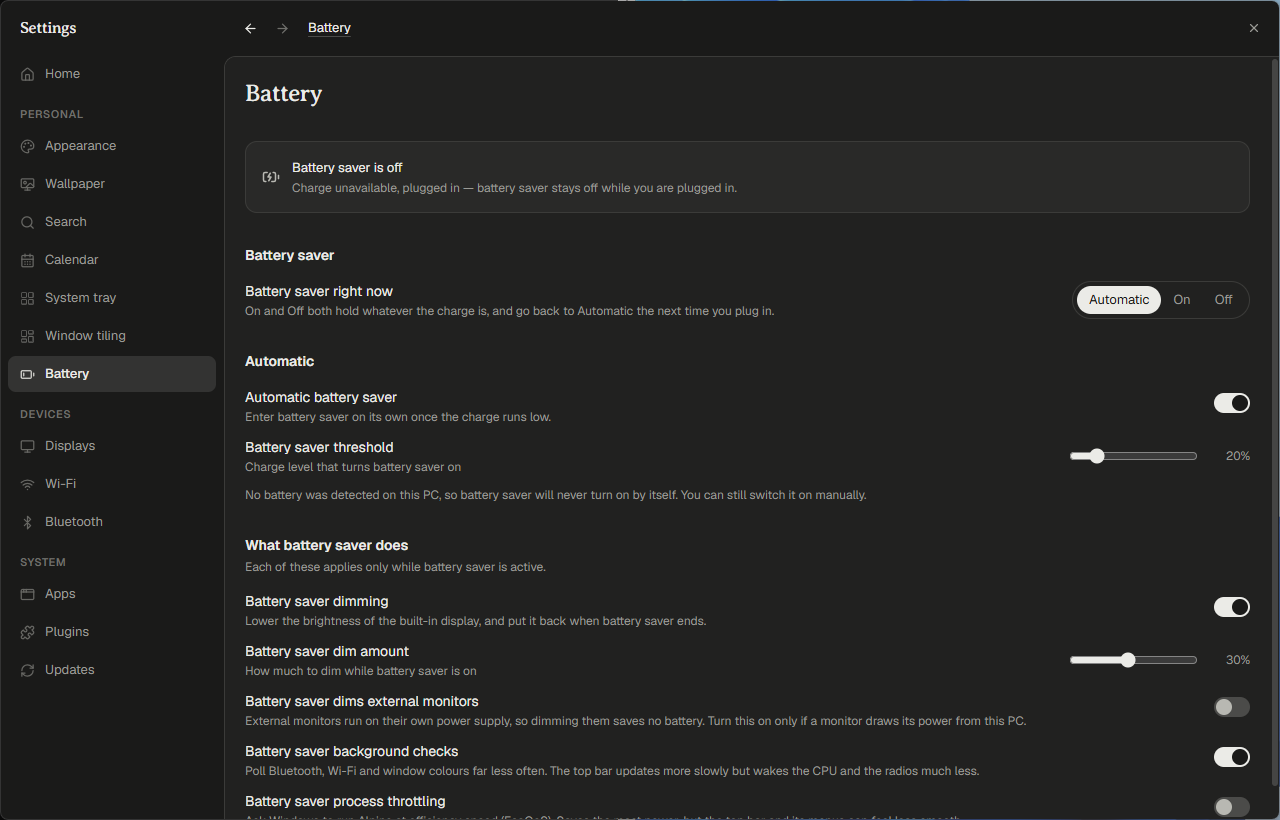 Settings
Battery
Home
PERSONAL
Appearance
Wallpaper
Search
Calendar
System tray
Window tiling
Battery
DEVICES
Displays
Wi-Fi
Bluetooth
SYSTEM
Apps
Plugins
Updates
Battery
Battery saver is off
Charge unavailable, plugged in — battery saver stays off while you are plugged in.
Battery saver
Battery saver right now
On and Off both hold whatever the charge is, and go back to Automatic the next time you plug in.
Automatic On Off
Automatic
Automatic battery saver
Enter battery saver on its own once the charge runs low.
Battery saver threshold
Charge level that turns battery saver on
20%
No battery was detected on this PC, so battery saver will never turn on by itself. You can still switch it on manually.
What battery saver does
Each of these applies only while battery saver is active.
Battery saver dimming
Lower the brightness of the built-in display, and put it back when battery saver ends.
Battery saver dim amount
How much to dim while battery saver is on
30%
Battery saver dims external monitors
External monitors run on their own power supply, so dimming them saves no battery. Turn this on only if a monitor draws its power from this PC.
Battery saver background checks
Poll Bluetooth, Wi-Fi and window colours far less often. The top bar updates more slowly but wakes the CPU and the radios much less.
Battery saver process throttling